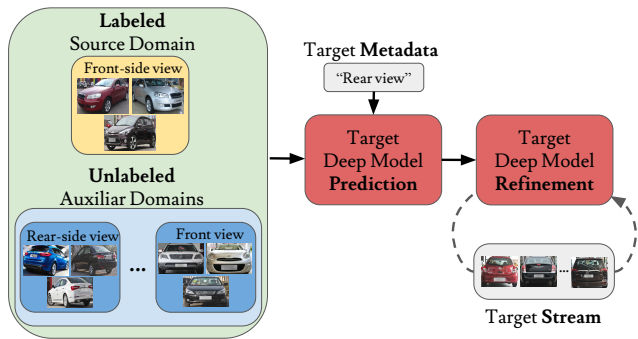 Labeled
Source Domain
Front-side view
Unlabeled
Auxiliar Domains
Rear-side view
...
Front view
Target Metadata
“Rear view”
Target
Deep Model
Prediction
Target
Deep Model
Refinement
...
Target Stream